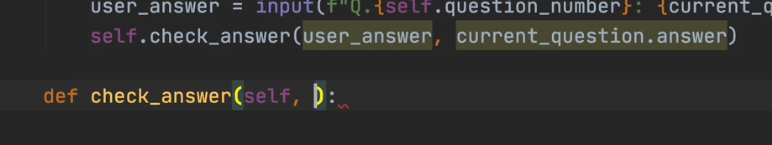 user_answer = input(f"Q.{self.question_number}: {current_q
self.check_answer(user_answer, current_question.answer)
def check_answer(self, ):